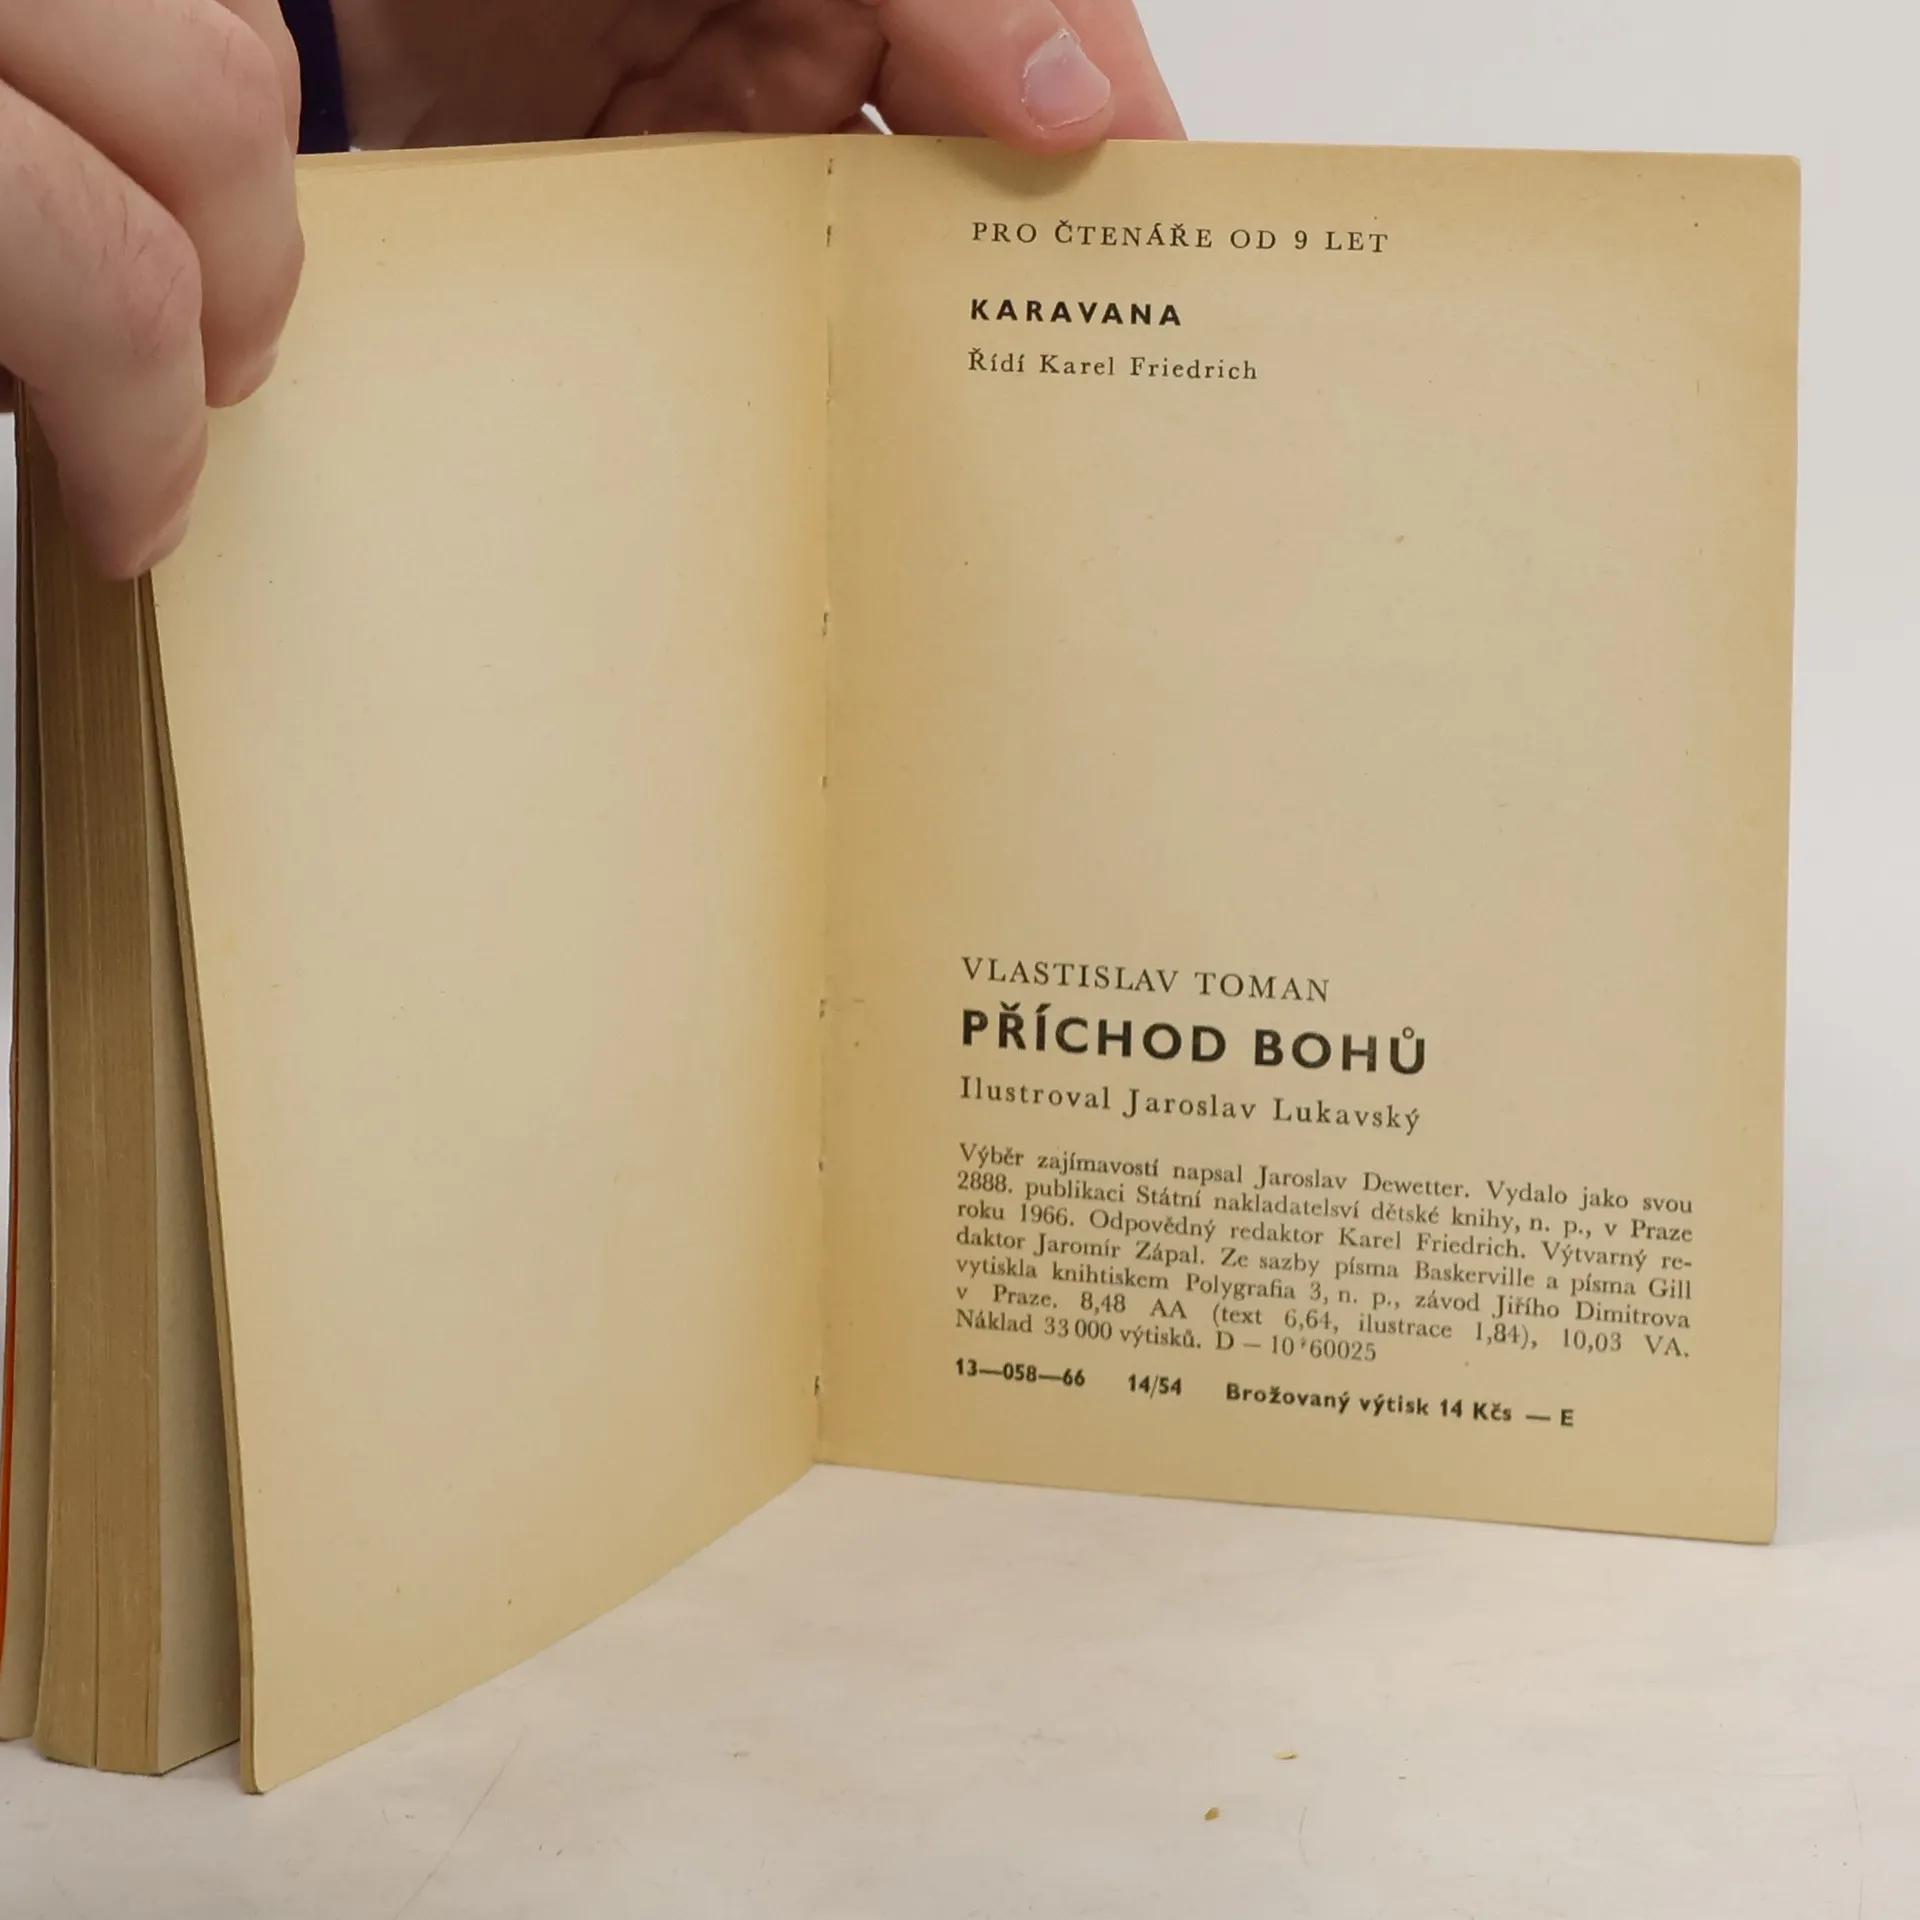 PRO ČTENÁŘE OD 9 LET
KARAVANA
Řídí Karel Friedrich
VLASTISLAV TOMAN
PŘÍCHOD BOHŮ
Ilustroval Jaroslav Lukavský
Výběr zajímavostí napsal Jaroslav Dewetter. Vydalo jako svou
2888. publikaci Státní nakladatelsví dětské knihy, n. p., v Praze
roku 1966. Odpovědný redaktor Karel Friedrich. Výtvarný re-
daktor Jaromír Zápal. Ze sazby písma Baskerville a písma Gill
vytiskla knihtiskem Polygrafia 3, n. p., závod Jiřího Dimitrova
v Praze. 8,48 AA (text 6,64, ilustrace 1,84), 10,03 VA.
Náklad 33 000 výtisků. D — 10*60025
13—058—66 14/54 Brožovaný výtisk 14 Kčs — E